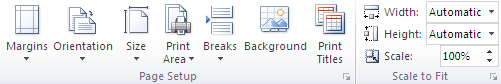 Margins Orientation Size Print Area Breaks Background Print Titles
Page Setup
Width: Automatic
Height: Automatic
Scale: 100%
Scale to Fit